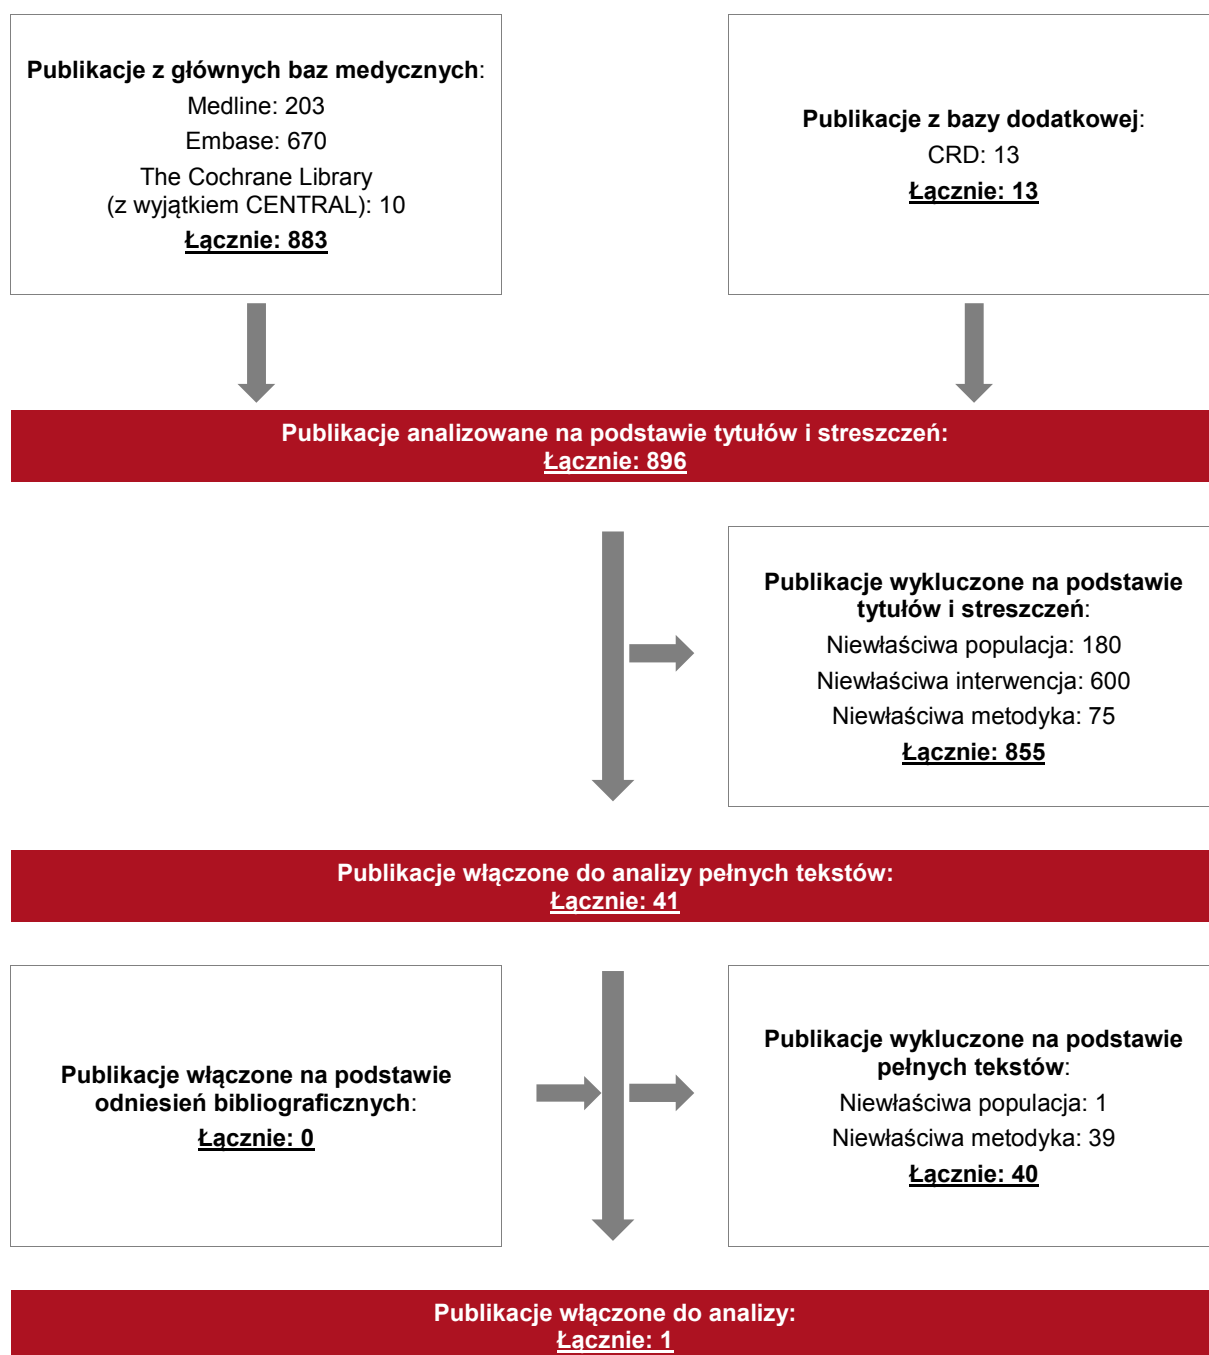 Publikacje z głównych baz medycznych:
Medline: 203
Embase: 670
The Cochrane Library
(z wyjątkiem CENTRAL): 10
Łącznie: 883
Publikacje z bazy dodatkowej:
CRD: 13
Łącznie: 13
Publikacje analizowane na podstawie tytułów i streszczeń:
Łącznie: 896
Publikacje wykluczone na podstawie
tytułów i streszczeń:
Niewłaściwa populacja: 180
Niewłaściwa interwencja: 600
Niewłaściwa metodyka: 75
Łącznie: 855
Publikacje włączone do analizy pełnych tekstów:
Łącznie: 41
Publikacje włączone na podstawie
odniesień bibliograficznych:
Łącznie: 0
Publikacje wykluczone na podstawie
pełnych tekstów:
Niewłaściwa populacja: 1
Niewłaściwa metodyka: 39
Łącznie: 40
Publikacje włączone do analizy:
Łącznie: 1